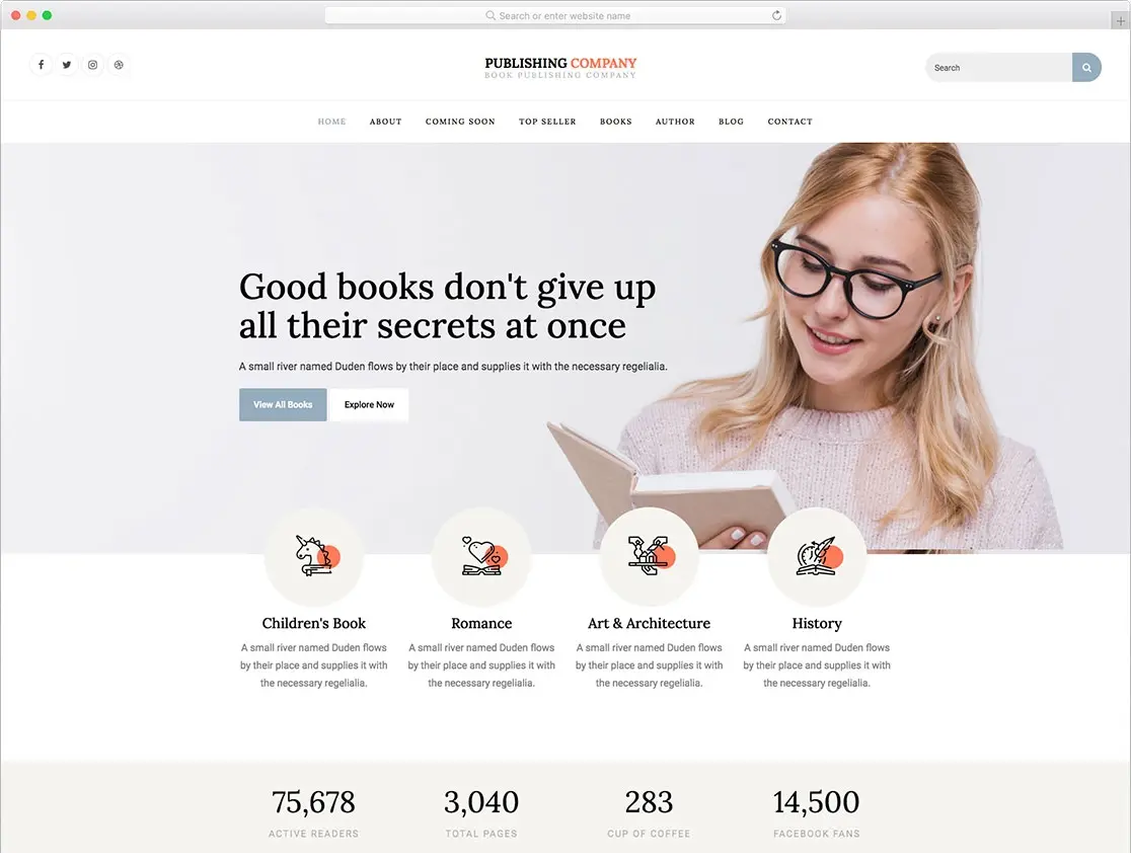 Search or enter website name
PUBLISHING COMPANY
BOOK PUBLISHING COMPANY
Search
HOME ABOUT COMING SOON TOP SELLER BOOKS AUTHOR BLOG CONTACT
Good books don't give up
all their secrets at once
A small river named Duden flows by their place and supplies it with the necessary regelialia.
View All Books Explore Now
Children's Book
A small river named Duden flows
by their place and supplies it with
the necessary regelialia.
Romance
A small river named Duden flows
by their place and supplies it with
the necessary regelialia.
Art & Architecture
A small river named Duden flows
by their place and supplies it with
the necessary regelialia.
History
A small river named Duden flows
by their place and supplies it with
the necessary regelialia.
75,678
ACTIVE READERS
3,040
TOTAL PAGES
283
CUP OF COFFEE
14,500
FACEBOOK FANS